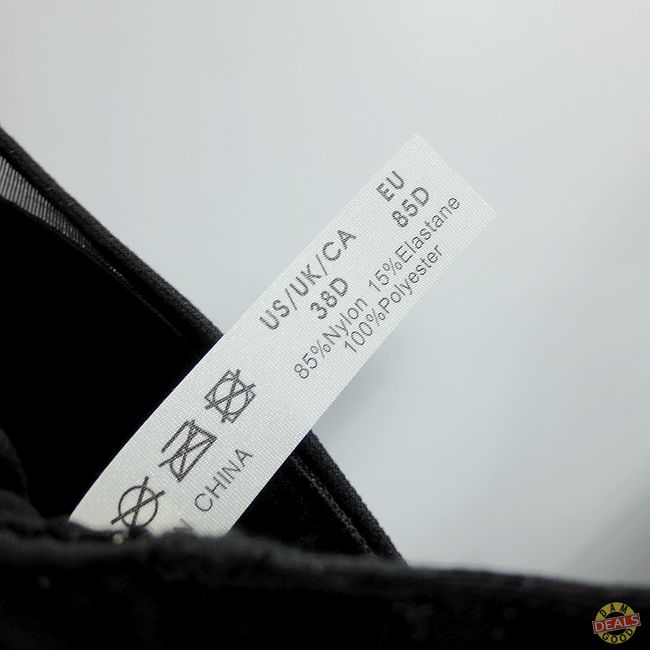 US/UK/CA EU
38D 85D
85%Nylon 15%Elastane
100%Polyester
CHINA
DAM
DEALS
GOOD